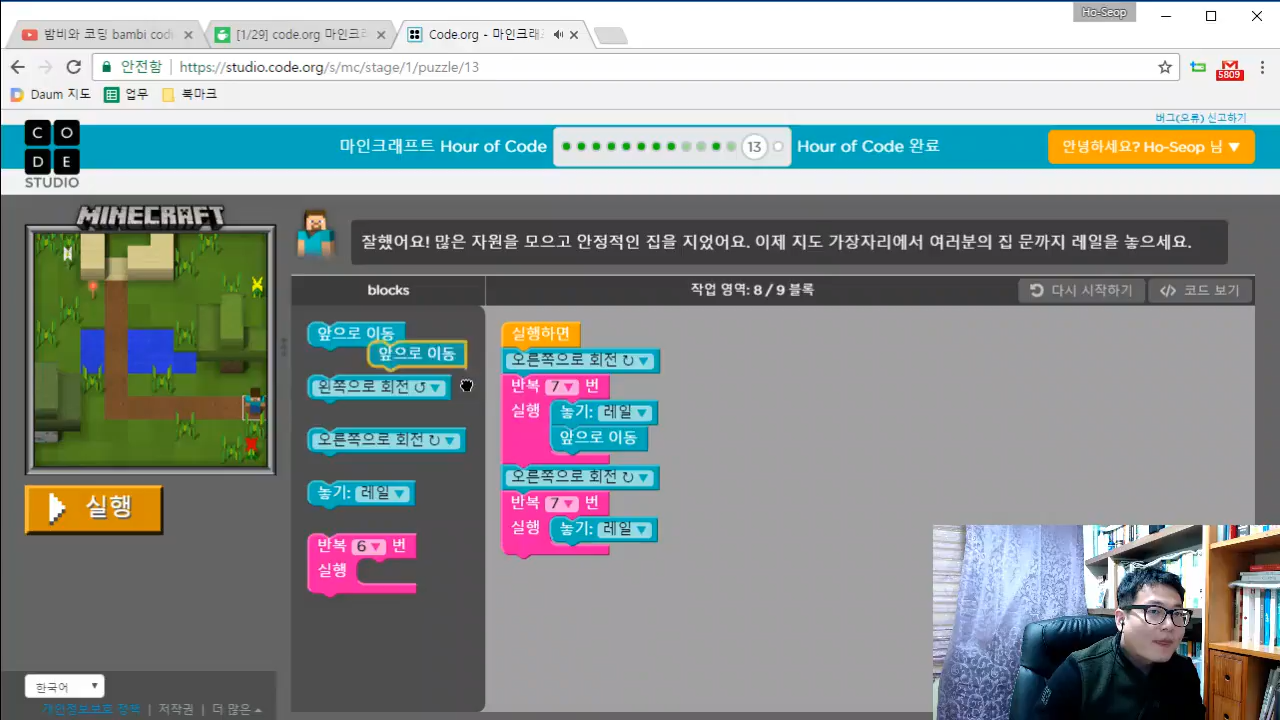 Ho-Seop
밤비와 코딩 bambi codi
[1/29] code.org 마인크래프
Code.org - 마인크래프
안전함
https://studio.code.org/s/mc/stage/1/puzzle/13
5809
Daum 지도
업무
북마크
버그(오류) 신고하기
CODE
STUDIO
마인크래프트 Hour of Code
13
Hour of Code 완료
안녕하세요? Ho-Seop 님 ▼
MINECRAFT
잘했어요! 많은 자원을 모으고 안정적인 집을 지었어요. 이제 지도 가장자리에서 여러분의 집 문까지 레일을 놓으세요.
blocks
작업 영역: 8 / 9 블록
다시 시작하기
</> 코드 보기
앞으로 이동
앞으로 이동
왼쪽으로 회전 ↺ ▼
오른쪽으로 회전 ↻ ▼
놓기: 레일 ▼
반복 6 ▼ 번
실행
실행하면
오른쪽으로 회전 ↻ ▼
반복 7 ▼ 번
실행 놓기: 레일 ▼
앞으로 이동
오른쪽으로 회전 ↻ ▼
반복 7 ▼ 번
실행 놓기: 레일 ▼
실행
한국어 ▼
개인정보보호 정책 | 저작권 | 더 많은